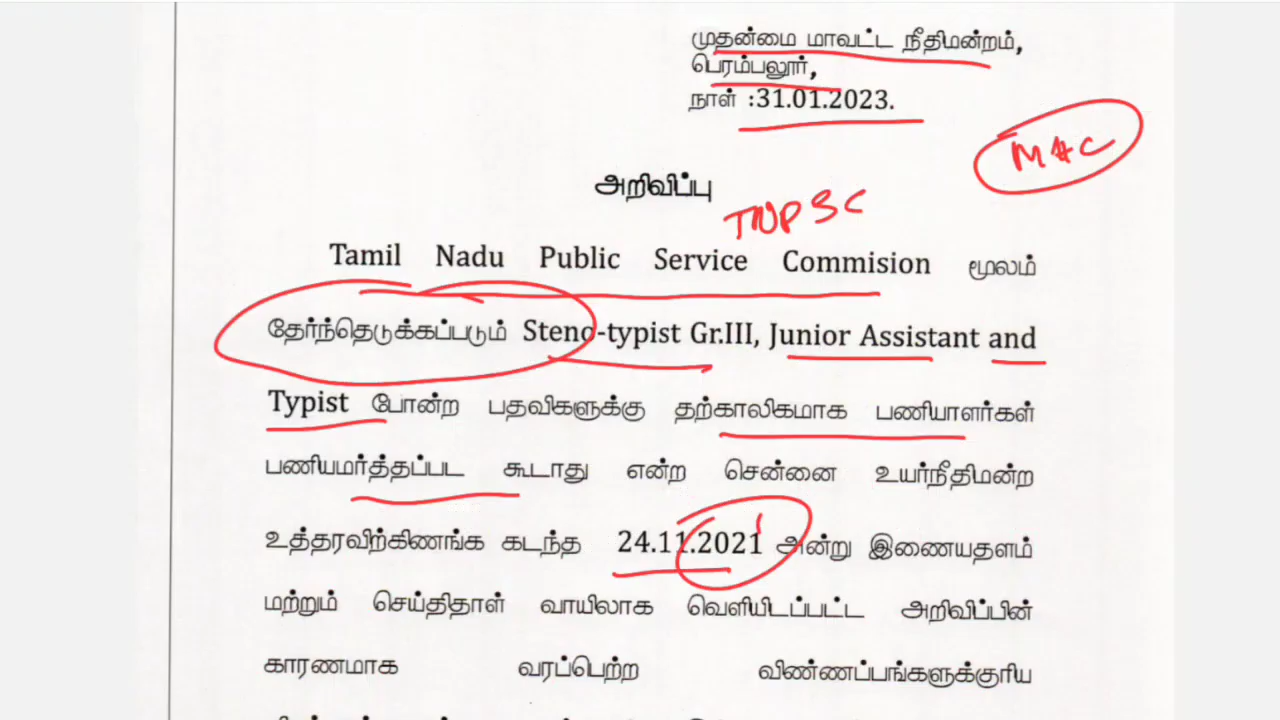 முதன்மை மாவட்ட நீதிமன்றம்,
பெரம்பலூர்,
நாள் :31.01.2023.
MHC
அறிவிப்பு
TNPSC
Tamil Nadu Public Service Commision மூலம்
தேர்ந்தெடுக்கப்படும் Steno-typist Gr.III, Junior Assistant and
Typist போன்ற பதவிகளுக்கு தற்காலிகமாக பணியாளர்கள்
பணியமர்த்தப்பட கூடாது என்ற சென்னை உயர்நீதிமன்ற
உத்தரவிற்கிணங்க கடந்த 24.11.2021 அன்று இணையதளம்
மற்றும் செய்திதாள் வாயிலாக வெளியிடப்பட்ட அறிவிப்பின்
காரணமாக வரப்பெற்ற விண்ணப்பங்களுக்குரிய